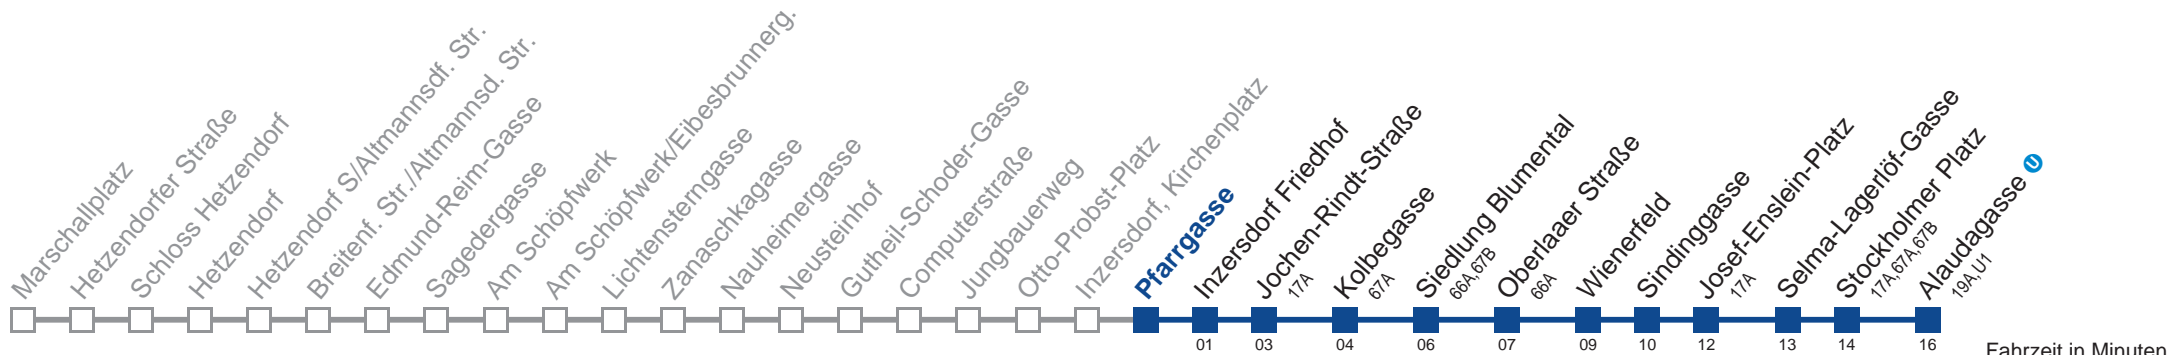 Marschallplatz
Hetzendorfer Straße
Schloss Hetzendorf
Hetzendorf
Hetzendorf S/Altmannsdf. Str.
Breitenf. Str./Altmannsd. Str.
Edmund-Reim-Gasse
Sagedergasse
Am Schöpfwerk
Am Schöpfwerk/Eibesbrunnerg.
Lichtensterngasse
Zanaschkagasse
Nauheimergasse
Neusteinhof
Gutheil-Schoder-Gasse
Computerstraße
Jungbauerweg
Otto-Probst-Platz
Inzersdorf, Kirchenplatz
Pfarrgasse
Inzersdorf Friedhof
01
Jochen-Rindt-Straße
17A
03
Kolbegasse
67A
04
Siedlung Blumental
66A,67B
06
Oberlaaer Straße
66A
07
Wienerfeld
09
Sindinggasse
10
Josef-Enslein-Platz
17A
12
Selma-Lagerlöf-Gasse
13
Stockholmer Platz
17A,67A,67B
14
Alaudagasse U
19A,U1
16
Fahrzeit in Minuten